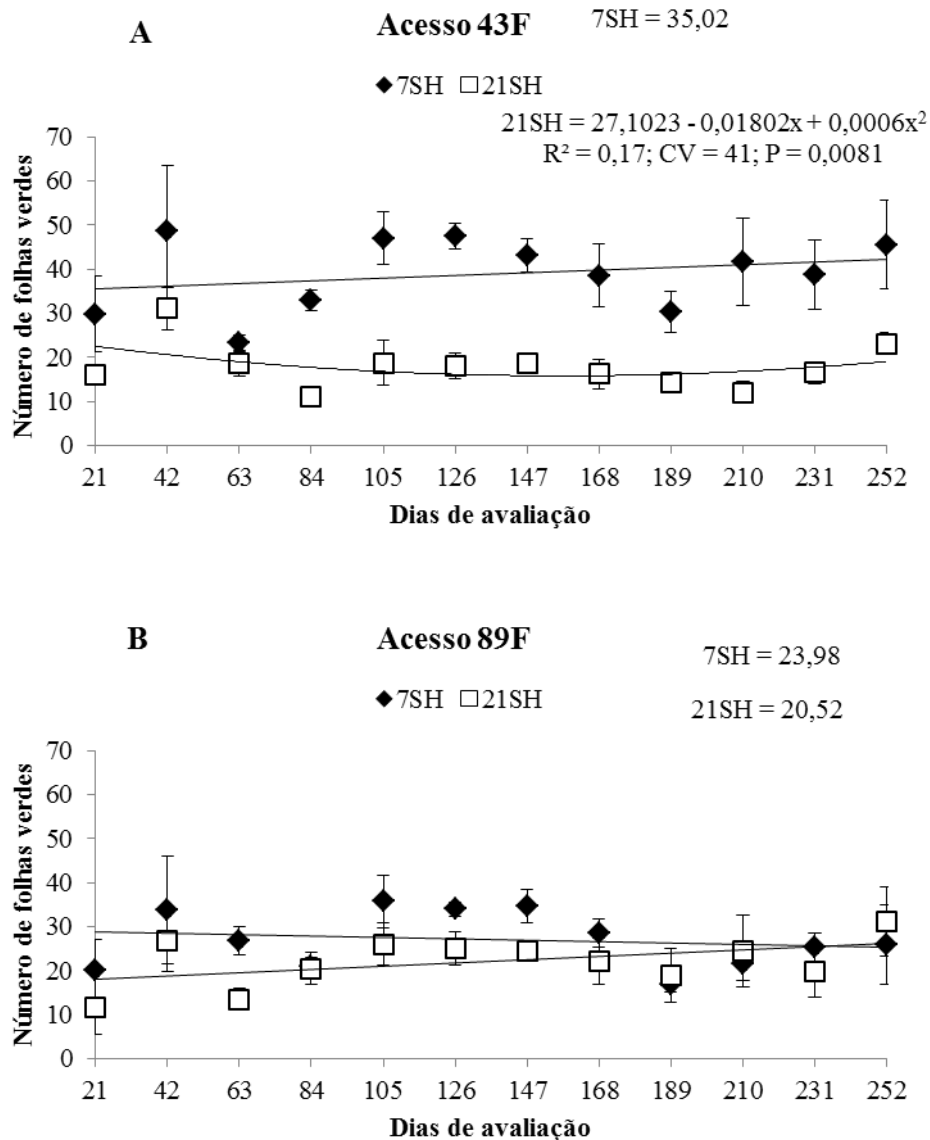 A
Acesso 43F
7SH = 35,02
◆7SH □21SH
21SH = 27,1023 - 0,01802x + 0,0006x²
R² = 0,17; CV = 41; P = 0,0081
Número de folhas verdes
70
60
50
40
30
20
10
0
21 42 63 84 105 126 147 168 189 210 231 252
Dias de avaliação
B
Acesso 89F
7SH = 23,98
◆7SH □21SH
21SH = 20,52
Número de folhas verdes
70
60
50
40
30
20
10
0
21 42 63 84 105 126 147 168 189 210 231 252
Dias de avaliação